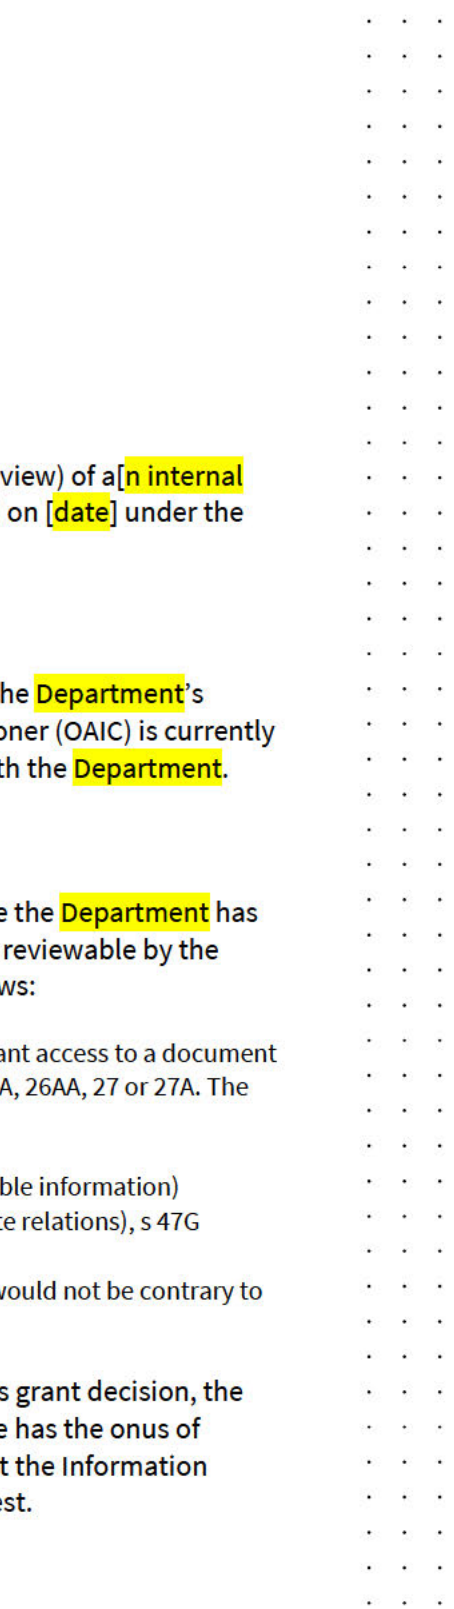 view) of a[n internal
on [date] under the
he Department's
oner (OAIC) is currently
th the Department.
e the Department has
reviewable by the
ws:
ant access to a document
A, 26AA, 27 or 27A. The
ble information)
te relations), s 47G
would not be contrary to
s grant decision, the
e has the onus of
t the Information
est.